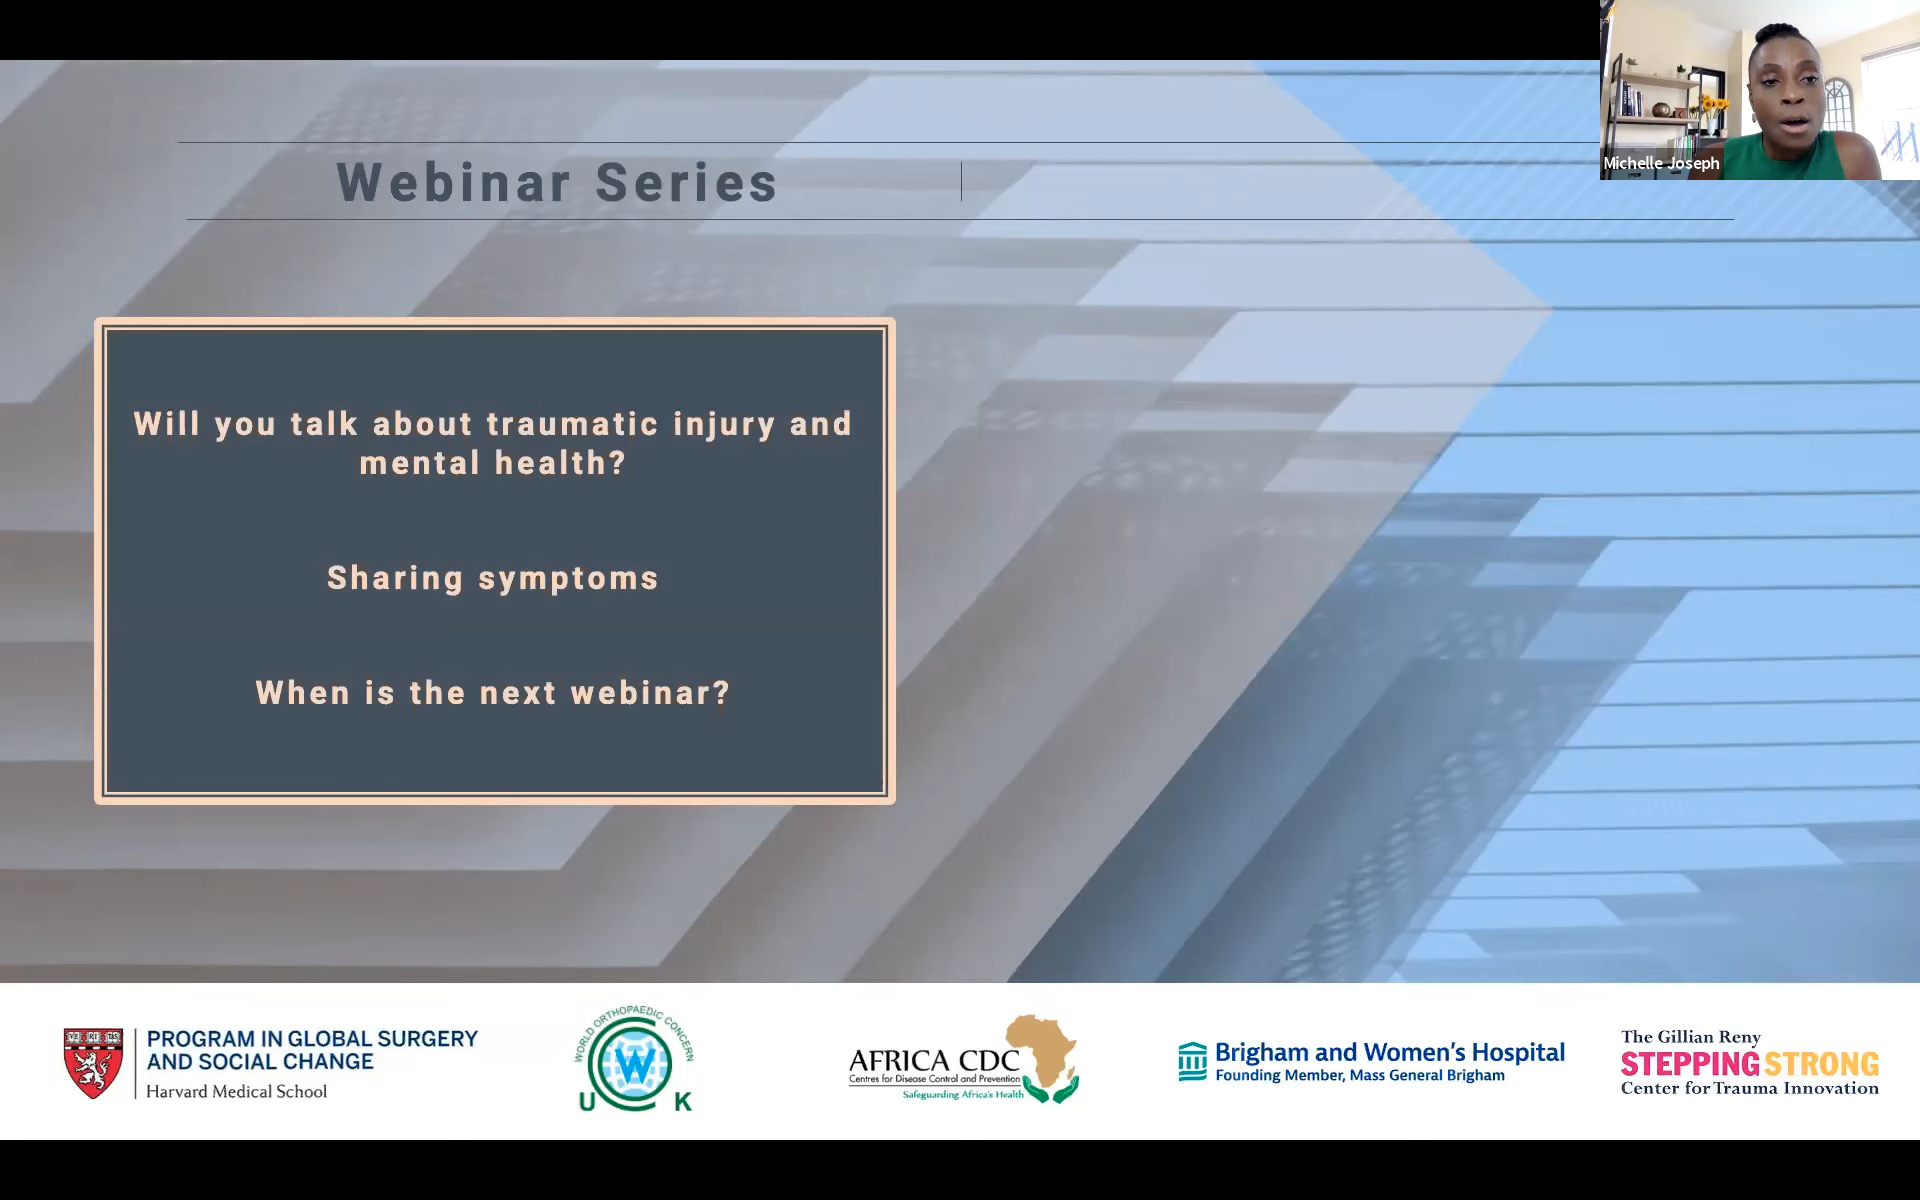 Webinar Series
Michelle Joseph
Will you talk about traumatic injury and
mental health?
Sharing symptoms
When is the next webinar?
PROGRAM IN GLOBAL SURGERY
AND SOCIAL CHANGE
Harvard Medical School
WORLD ORTHOPAEDIC CONCERN
W
U K
AFRICA CDC
Centres for Disease Control and Prevention
Safeguarding Africa's Health
Brigham and Women's Hospital
Founding Member, Mass General Brigham
The Gillian Reny
STEPPING STRONG
Center for Trauma Innovation